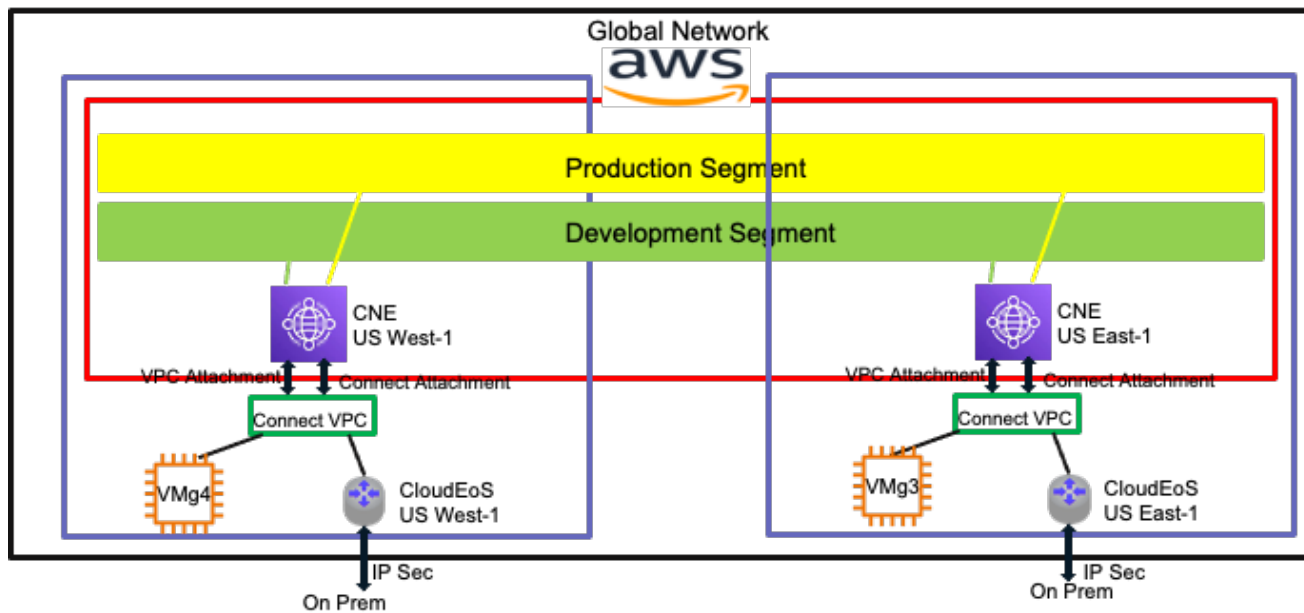 Global Network
aws
Production Segment
Development Segment
CNE
US West-1
VPC Attachment
Connect Attachment
Connect VPC
VMg4
CloudEoS
US West-1
IP Sec
On Prem
CNE
US East-1
VPC Attachment
Connect Attachment
Connect VPC
VMg3
CloudEoS
US East-1
IP Sec
On Prem